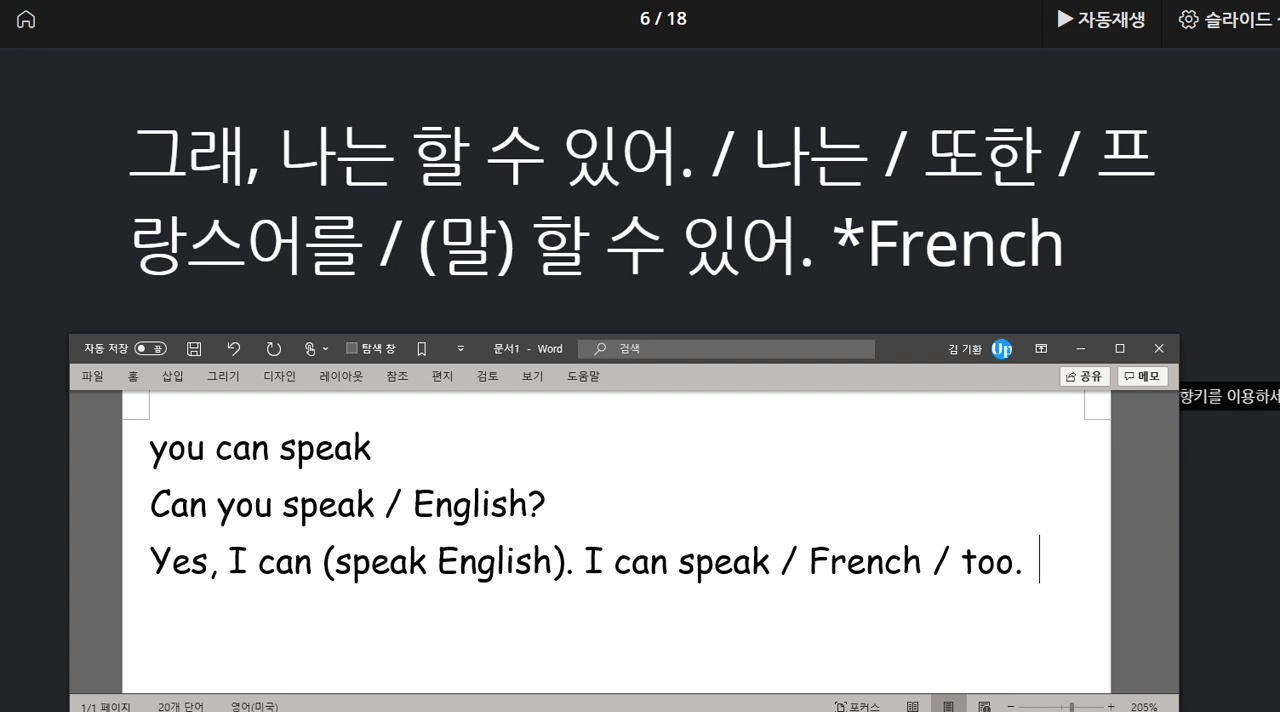 6 / 18
▶ 자동재생
슬라이드
그래, 나는 할 수 있어. / 나는 / 또한 / 프
랑스어를 / (말) 할 수 있어. *French
자동 저장 끔 탐색 창 문서1 - Word 검색 김 기환 Up
파일 홈 삽입 그리기 디자인 레이아웃 참조 편지 검토 보기 도움말 공유 메모
향키를 이용하세
you can speak
Can you speak / English?
Yes, I can (speak English). I can speak / French / too.
1/1 페이지 20개 단어 영어(미국) 포커스 205%